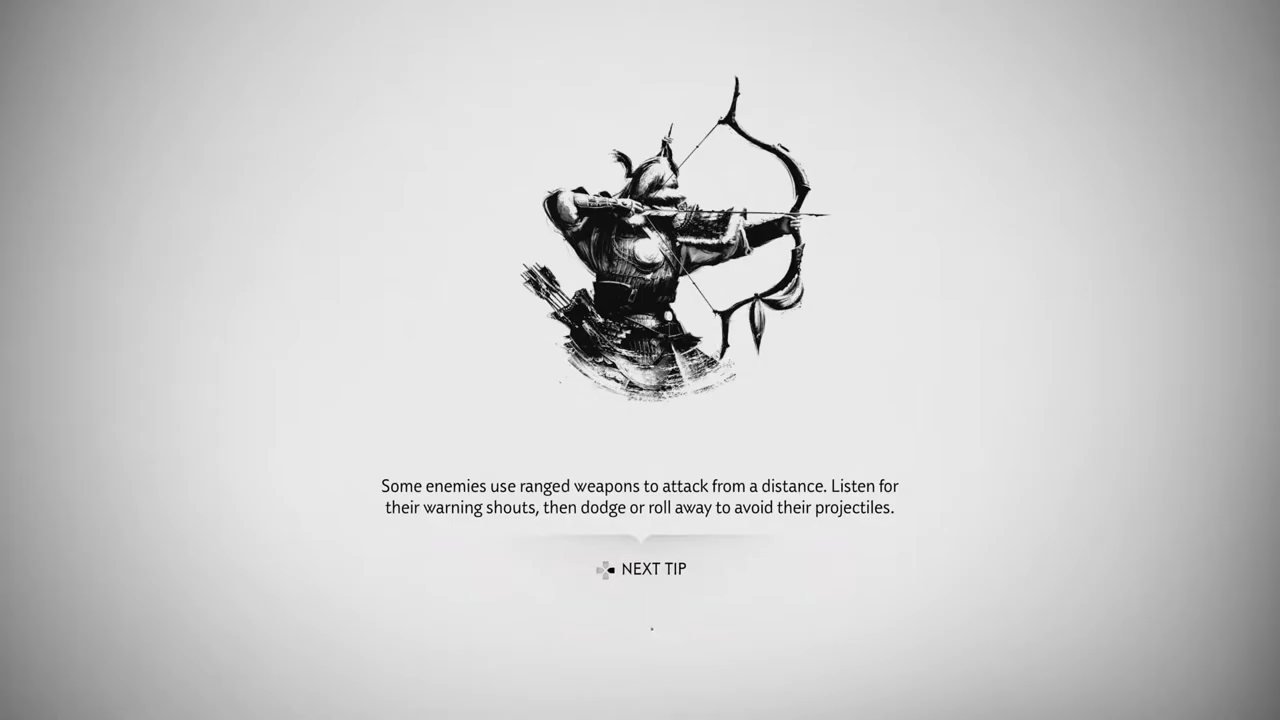 Some enemies use ranged weapons to attack from a distance. Listen for
their warning shouts, then dodge or roll away to avoid their projectiles.
NEXT TIP